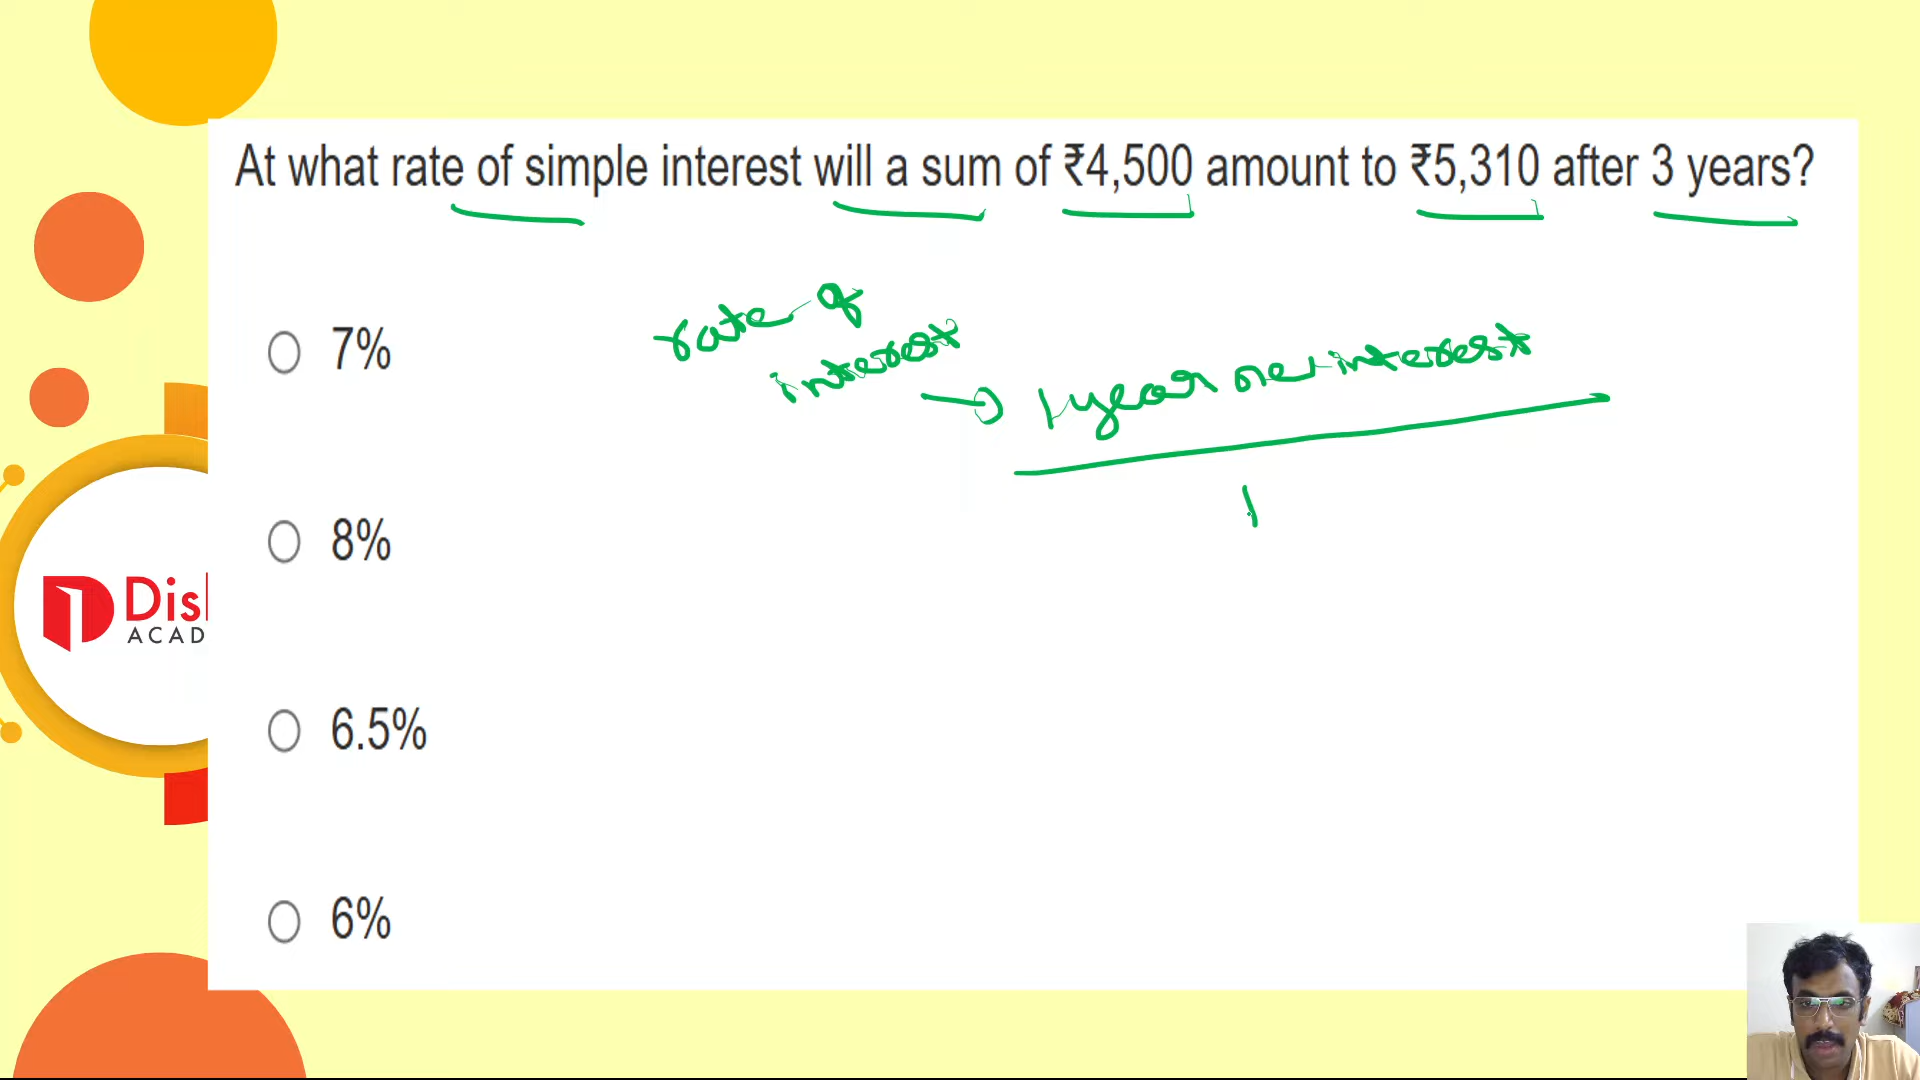 At what rate of simple interest will a sum of ₹4,500 amount to ₹5,310 after 3 years?
rate of
interest
1 year interest
7%
8%
Dis
ACAD
6.5%
6%